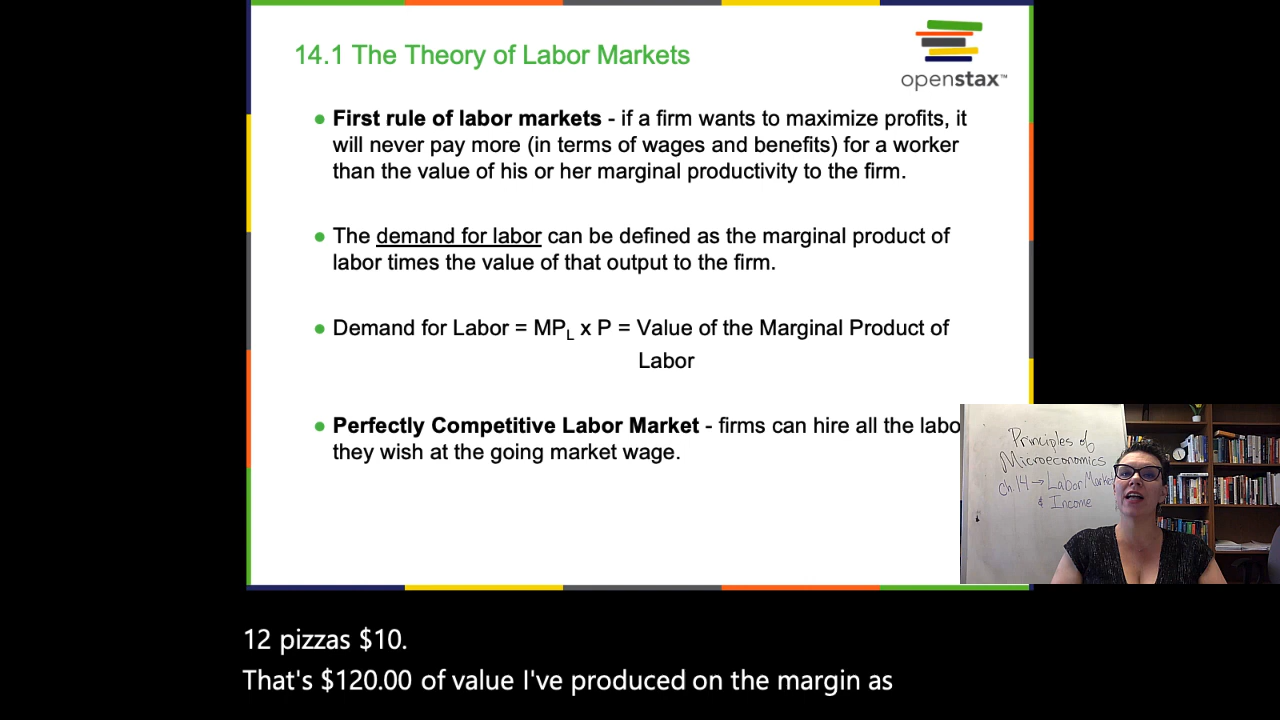 14.1 The Theory of Labor Markets
openstax™
● First rule of labor markets - if a firm wants to maximize profits, it
will never pay more (in terms of wages and benefits) for a worker
than the value of his or her marginal productivity to the firm.
● The demand for labor can be defined as the marginal product of
labor times the value of that output to the firm.
● Demand for Labor = MPL x P = Value of the Marginal Product of
Labor
● Perfectly Competitive Labor Market - firms can hire all the labo
they wish at the going market wage.
Principles of
Microeconomics
Ch.14 → Labor Market
& Income
12 pizzas $10.
That's $120.00 of value I've produced on the margin as